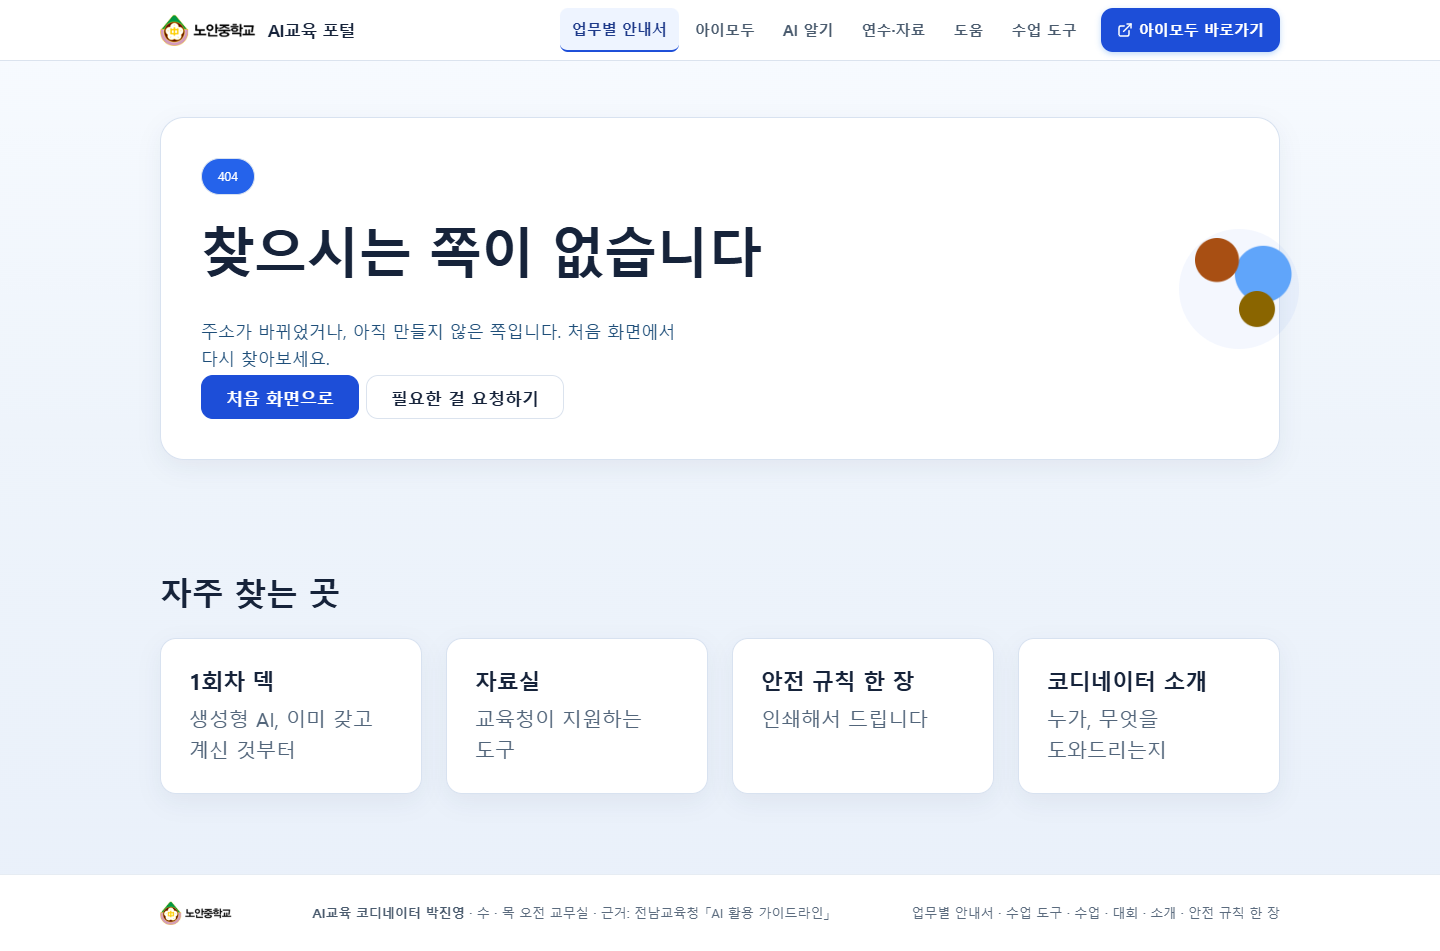 노안중학교 AI교육 포털
업무별 안내서 아이모두 AI 알기 연수·자료 도움 수업 도구 아이모두 바로가기
404
찾으시는 쪽이 없습니다
주소가 바뀌었거나, 아직 만들지 않은 쪽입니다. 처음 화면에서
다시 찾아보세요.
처음 화면으로 필요한 걸 요청하기
자주 찾는 곳
1회차 덱
생성형 AI, 이미 갖고
계신 것부터
자료실
교육청이 지원하는
도구
안전 규칙 한 장
인쇄해서 드립니다
코디네이터 소개
누가, 무엇을
도와드리는지
노안중학교
AI교육 코디네이터 박진영 · 수 · 목 오전 교무실 · 근거: 전남교육청 「AI 활용 가이드라인」
업무별 안내서 · 수업 도구 · 수업 · 대회 · 소개 · 안전 규칙 한 장